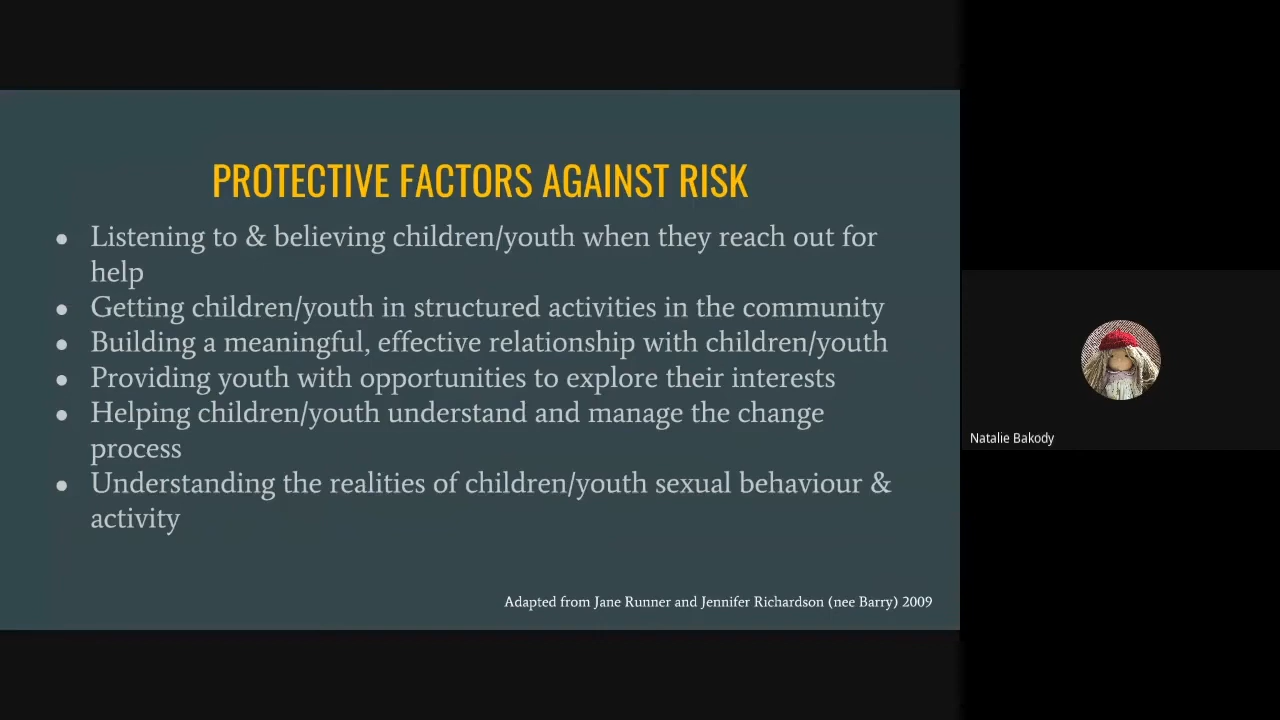 PROTECTIVE FACTORS AGAINST RISK
● Listening to & believing children/youth when they reach out for
help
● Getting children/youth in structured activities in the community
● Building a meaningful, effective relationship with children/youth
● Providing youth with opportunities to explore their interests
● Helping children/youth understand and manage the change
process
● Understanding the realities of children/youth sexual behaviour &
activity
Adapted from Jane Runner and Jennifer Richardson (nee Barry) 2009
Natalie Bakody